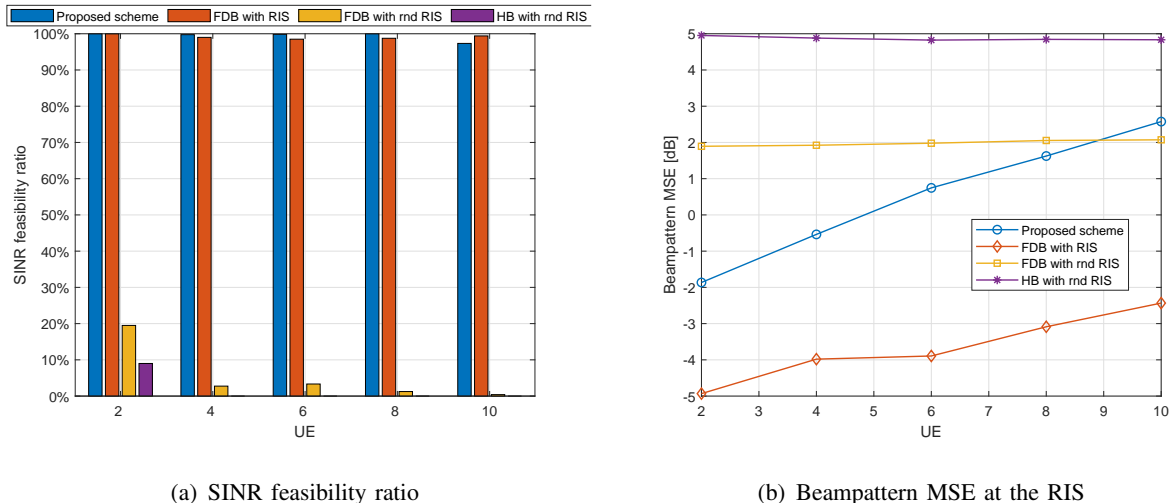 Proposed scheme FDB with RIS FDB with rnd RIS HB with rnd RIS
100%
90%
80%
70%
60%
50%
40%
30%
20%
10%
0%
SINR feasibility ratio
2 4 6 8 10
UE
(a) SINR feasibility ratio
5
4
3
2
1
0
-1
-2
-3
-4
-5
Beampattern MSE [dB]
Proposed scheme
FDB with RIS
FDB with rnd RIS
HB with rnd RIS
2 3 4 5 6 7 8 9 10
UE
(b) Beampattern MSE at the RIS